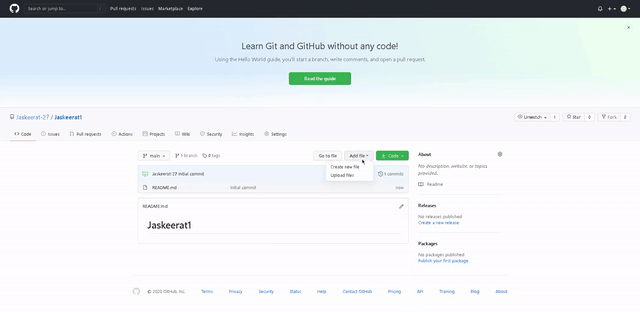 Search or jump to...
/
Pull requests Issues Marketplace Explore
Learn Git and GitHub without any code!
Using the Hello World guide, you'll start a branch, write comments, and open a pull request.
Read the guide
Jaskeerat-27 / Jaskeerat1
Unwatch 1 Star 0 Fork 0
Code Issues Pull requests Actions Projects Wiki Security Insights Settings
main 1 branch 0 tags Go to file Add file Code
Create new file
Upload files
Jaskeerat-27 Initial commit 1 commits
README.md Initial commit now
README.md
Jaskeerat1
About
No description, website, or topics
provided.
Readme
Releases
No releases published
Create a new release
Packages
No packages published
Publish your first package
© 2020 GitHub, Inc. Terms Privacy Security Status Help Contact GitHub Pricing API Training Blog About